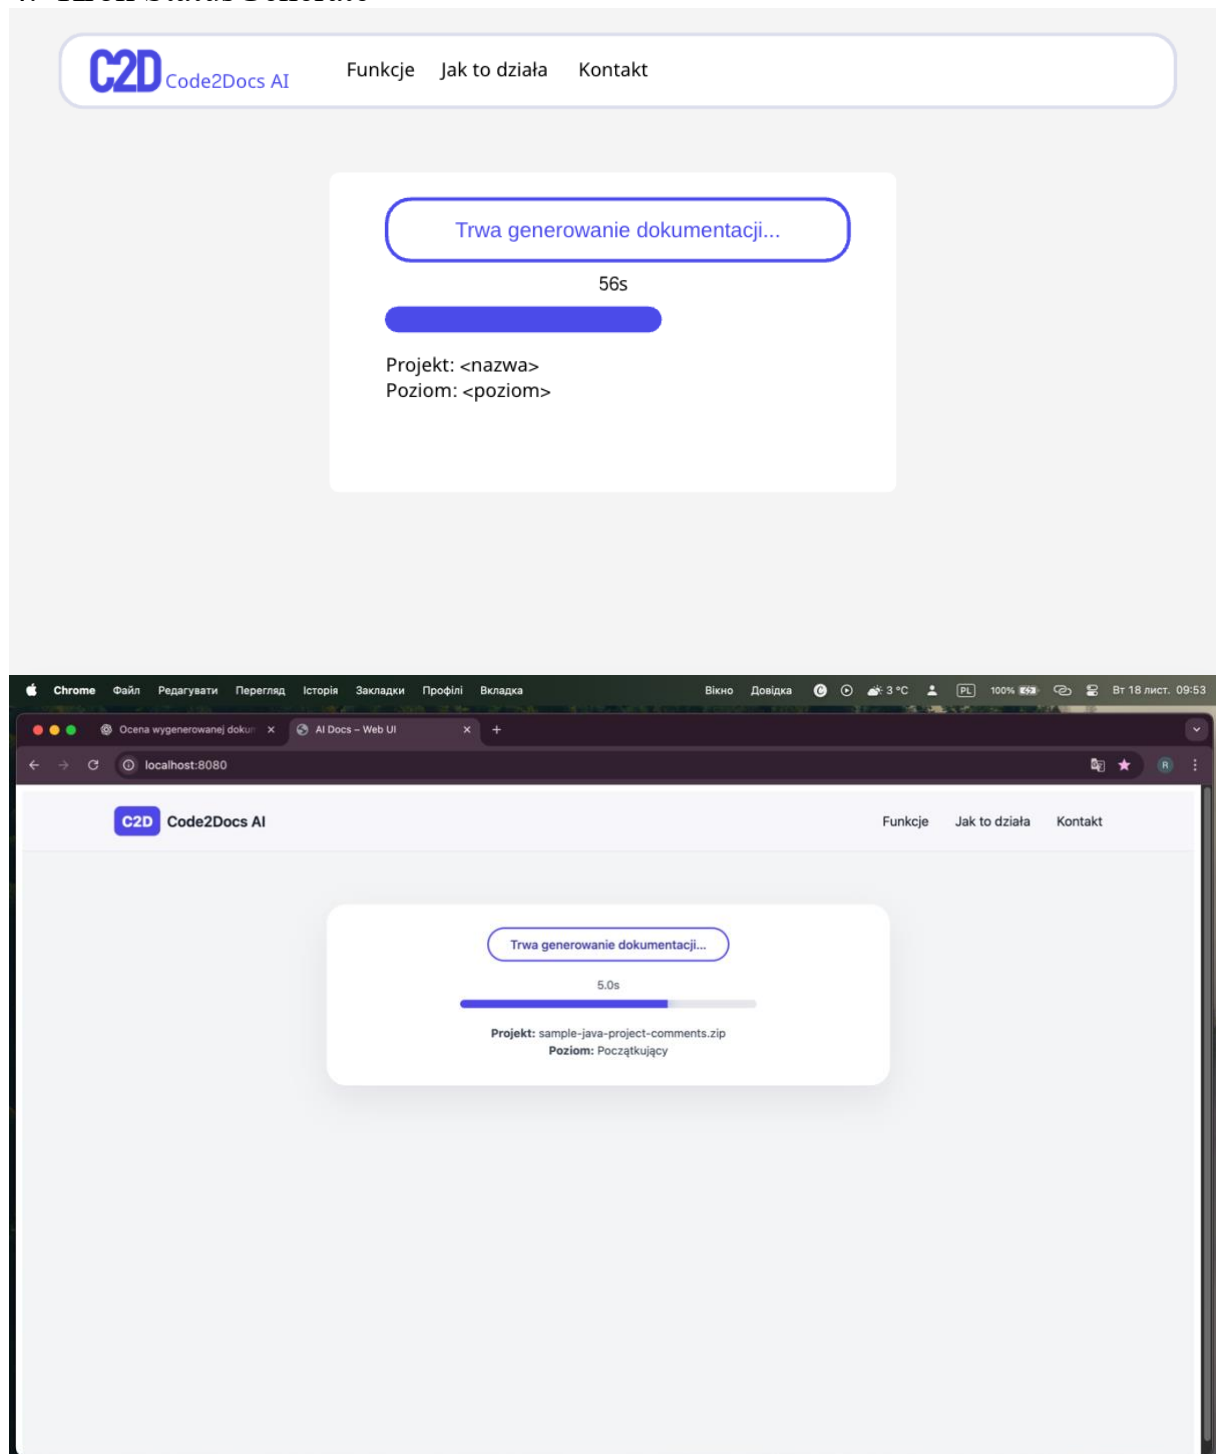 C2D Code2Docs AI Funkcje Jak to działa Kontakt
Trwa generowanie dokumentacji...
56s
Projekt: <nazwa>
Poziom: <poziom>
Chrome Файл Редагувати Перегляд Історія Закладки Профілі Вкладка Вікно Довідка 3 °C PL 100% Вт 18 лист. 09:53
Ocena wygenerowanej dokum AI Docs – Web UI
localhost:8080 R
C2D Code2Docs AI Funkcje Jak to działa Kontakt
Trwa generowanie dokumentacji...
5.0s
Projekt: sample-java-project-comments.zip
Poziom: Początkujący